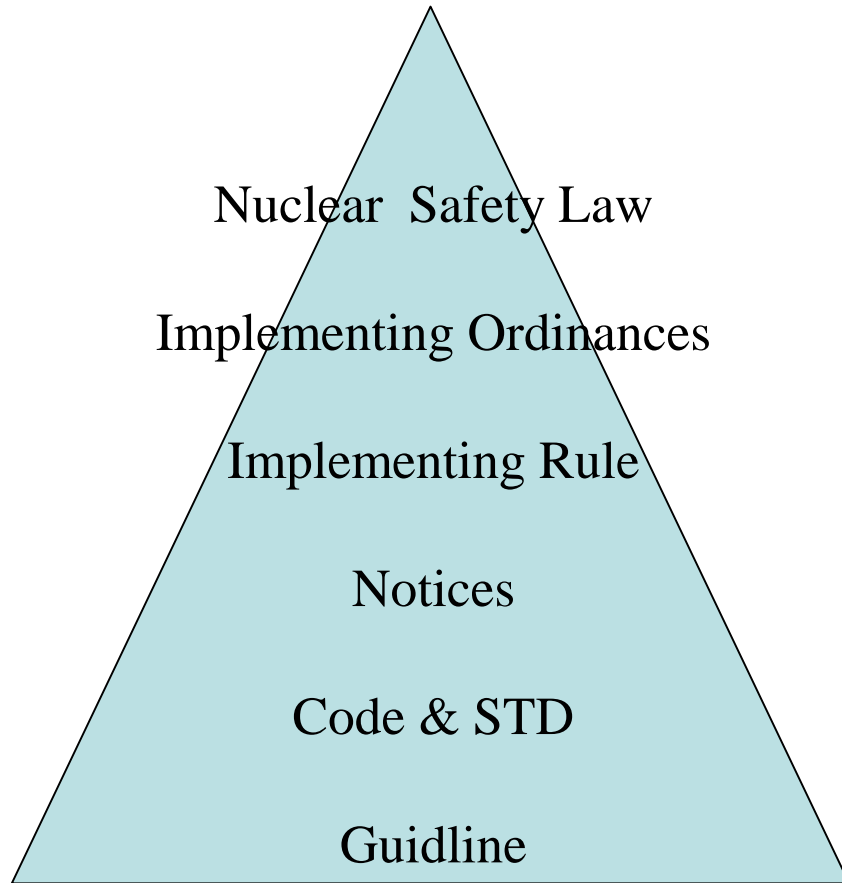 Nuclear  Safety Law
Implementing Ordinances
Implementing Rule
Notices
Code & STD
Guidline